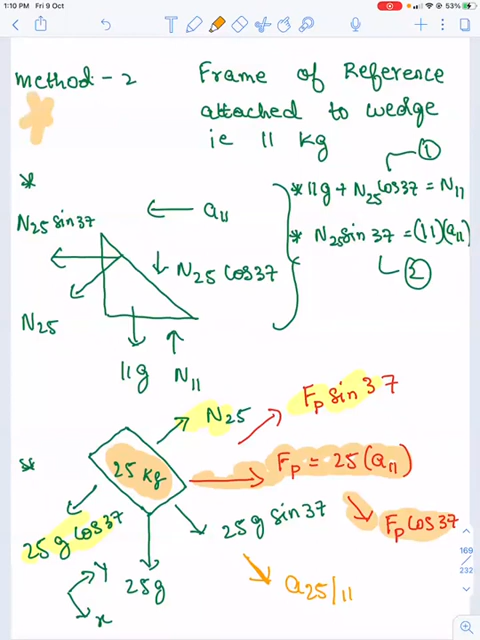 1:10 PM Fri 9 Oct
53%
Method - 2
Frame of Reference
attached to wedge
ie 11 kg
*
N25 sin 37
a11
N25 cos 37
N25
11g
N11
* 11g + N25 cos 37 = N11
1
* N25 sin 37 = (11)(a11)
2
**
N25
Fp sin 37
25 Kg
Fp = 25(a11)
25 g cos 37
25g sin 37
Fp cos 37
25g
a25/11
Y
x
169
/
232